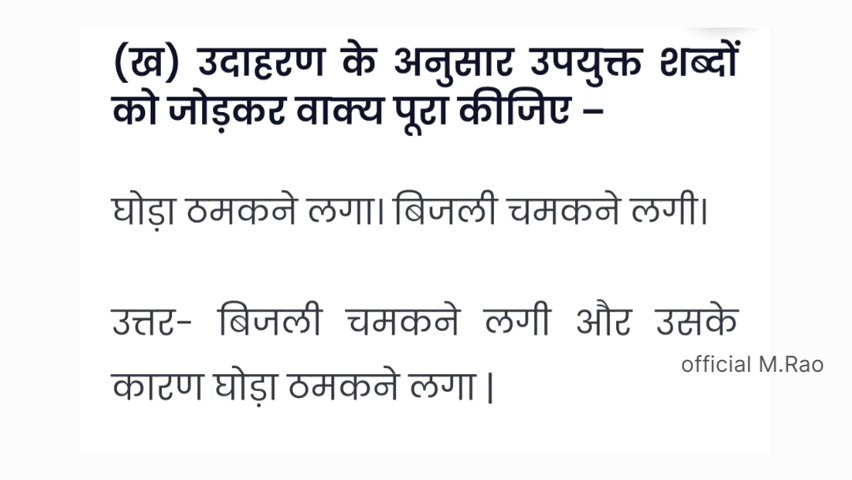 (ख) उदाहरण के अनुसार उपयुक्त शब्दों
को जोड़कर वाक्य पूरा कीजिए –
घोड़ा ठमकने लगा। बिजली चमकने लगी।
उत्तर- बिजली चमकने लगी और उसके
official M.Rao
कारण घोड़ा ठमकने लगा |